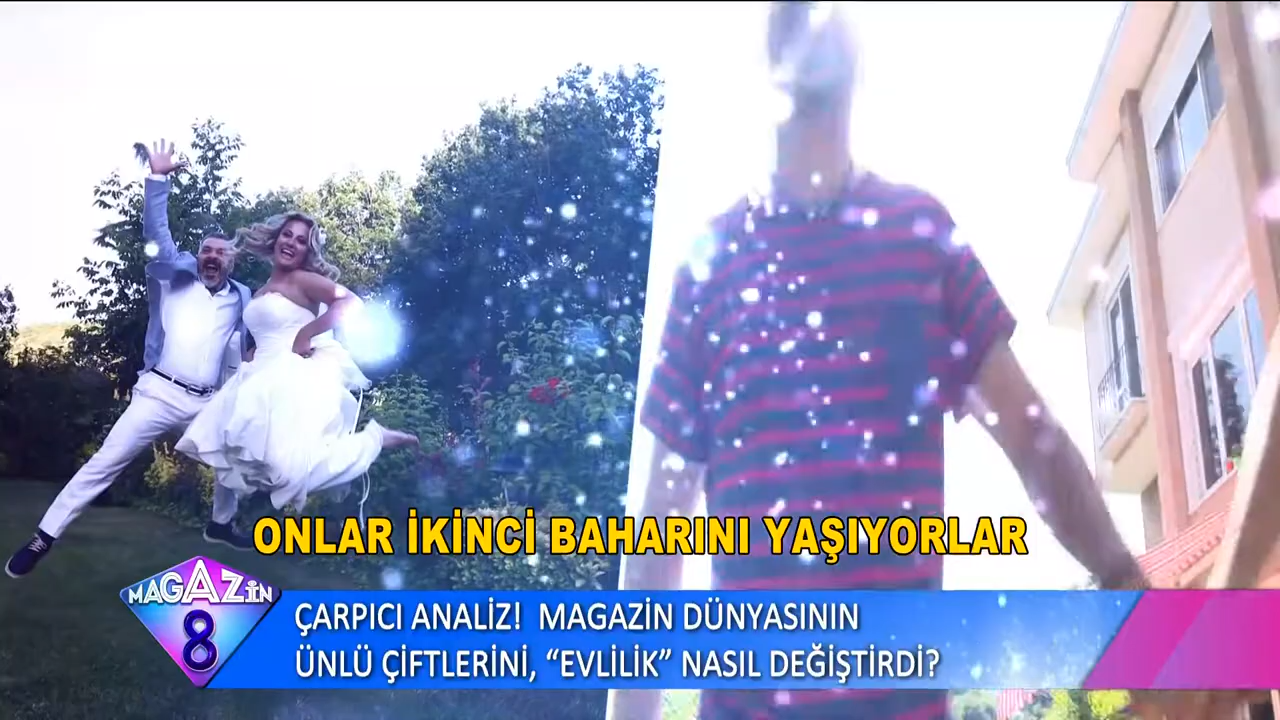 ONLAR İKİNCİ BAHARINI YAŞIYORLAR
MAGAZİN
8
ÇARPICI ANALİZ! MAGAZİN DÜNYASININ
ÜNLÜ ÇİFTLERİNİ, “EVLİLİK” NASIL DEĞİŞTİRDİ?